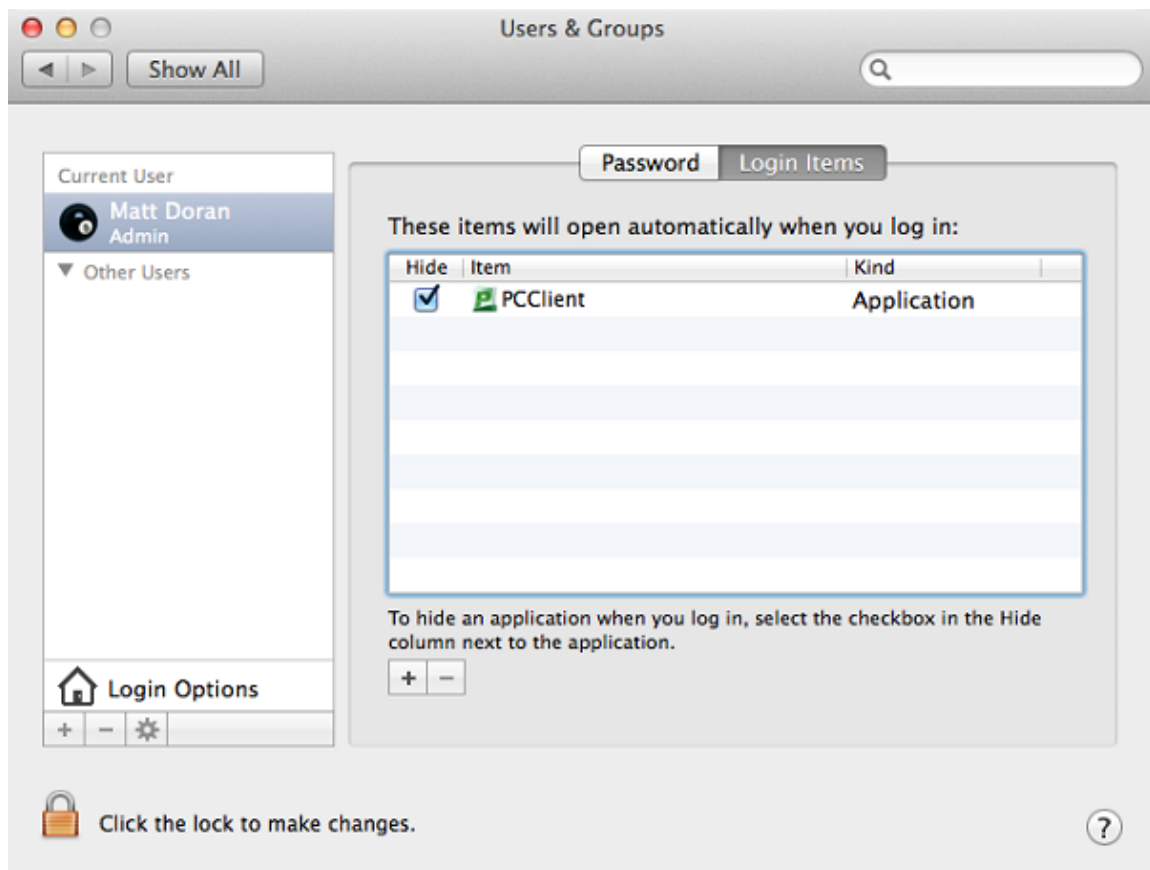 Users & Groups
Show All
Current User
Matt Doran
Admin
Other Users
Login Options
Password
Login Items
These items will open automatically when you log in:
Hide Item Kind
PCClient Application
To hide an application when you log in, select the checkbox in the Hide
column next to the application.
+ −
+ −
Click the lock to make changes.
?